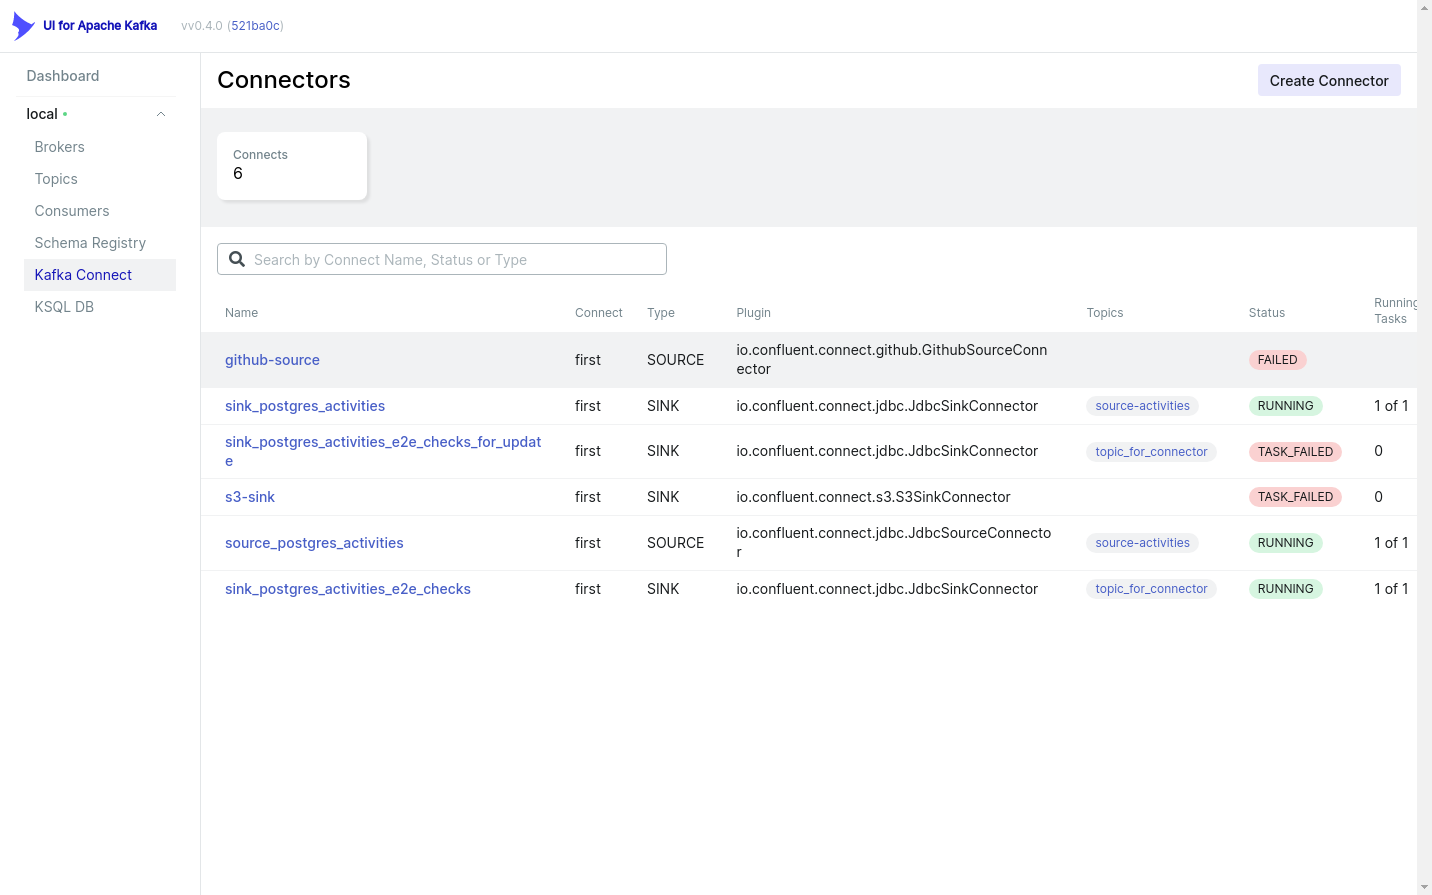 UI for Apache Kafka vv0.4.0 (521ba0c)
Dashboard
local
Brokers
Topics
Consumers
Schema Registry
Kafka Connect
KSQL DB
Connectors
Create Connector
Connects
6
Search by Connect Name, Status or Type
Name Connect Type Plugin Topics Status Running
Tasks
github-source first SOURCE io.confluent.connect.github.GithubSourceConn
ector FAILED
sink_postgres_activities first SINK io.confluent.connect.jdbc.JdbcSinkConnector source-activities RUNNING 1 of 1
sink_postgres_activities_e2e_checks_for_updat
e first SINK io.confluent.connect.jdbc.JdbcSinkConnector topic_for_connector TASK_FAILED 0
s3-sink first SINK io.confluent.connect.s3.S3SinkConnector TASK_FAILED 0
source_postgres_activities first SOURCE io.confluent.connect.jdbc.JdbcSourceConnecto
r source-activities RUNNING 1 of 1
sink_postgres_activities_e2e_checks first SINK io.confluent.connect.jdbc.JdbcSinkConnector topic_for_connector RUNNING 1 of 1